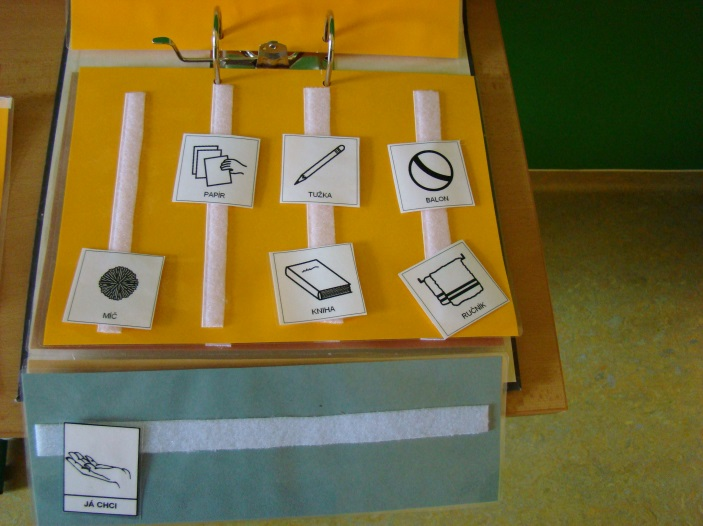 PAPÍR
TUŽKA
BALON
MÍČ
KNIHA
RUČNÍK
JÁ CHCI